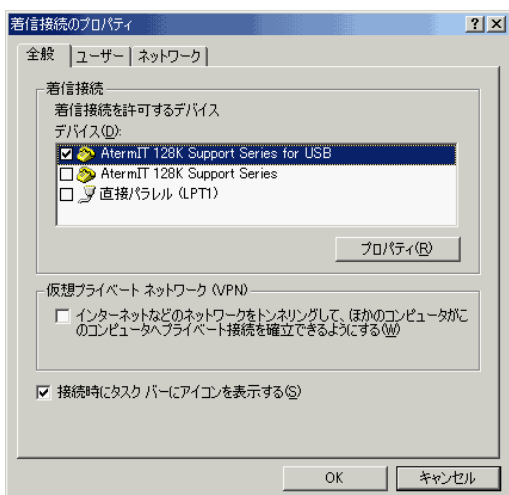 着信接続のプロパティ
全般 ユーザー ネットワーク
着信接続
着信接続を許可するデバイス
デバイス(D):
AtermIT 128K Support Series for USB
AtermIT 128K Support Series
直接パラレル (LPT1)
プロパティ(R)
仮想プライベート ネットワーク (VPN)
インターネットなどのネットワークをトンネリングして、ほかのコンピュータがこ
のコンピュータへプライベート接続を確立できるようにする(W)
接続時にタスク バーにアイコンを表示する(S)
OK キャンセル